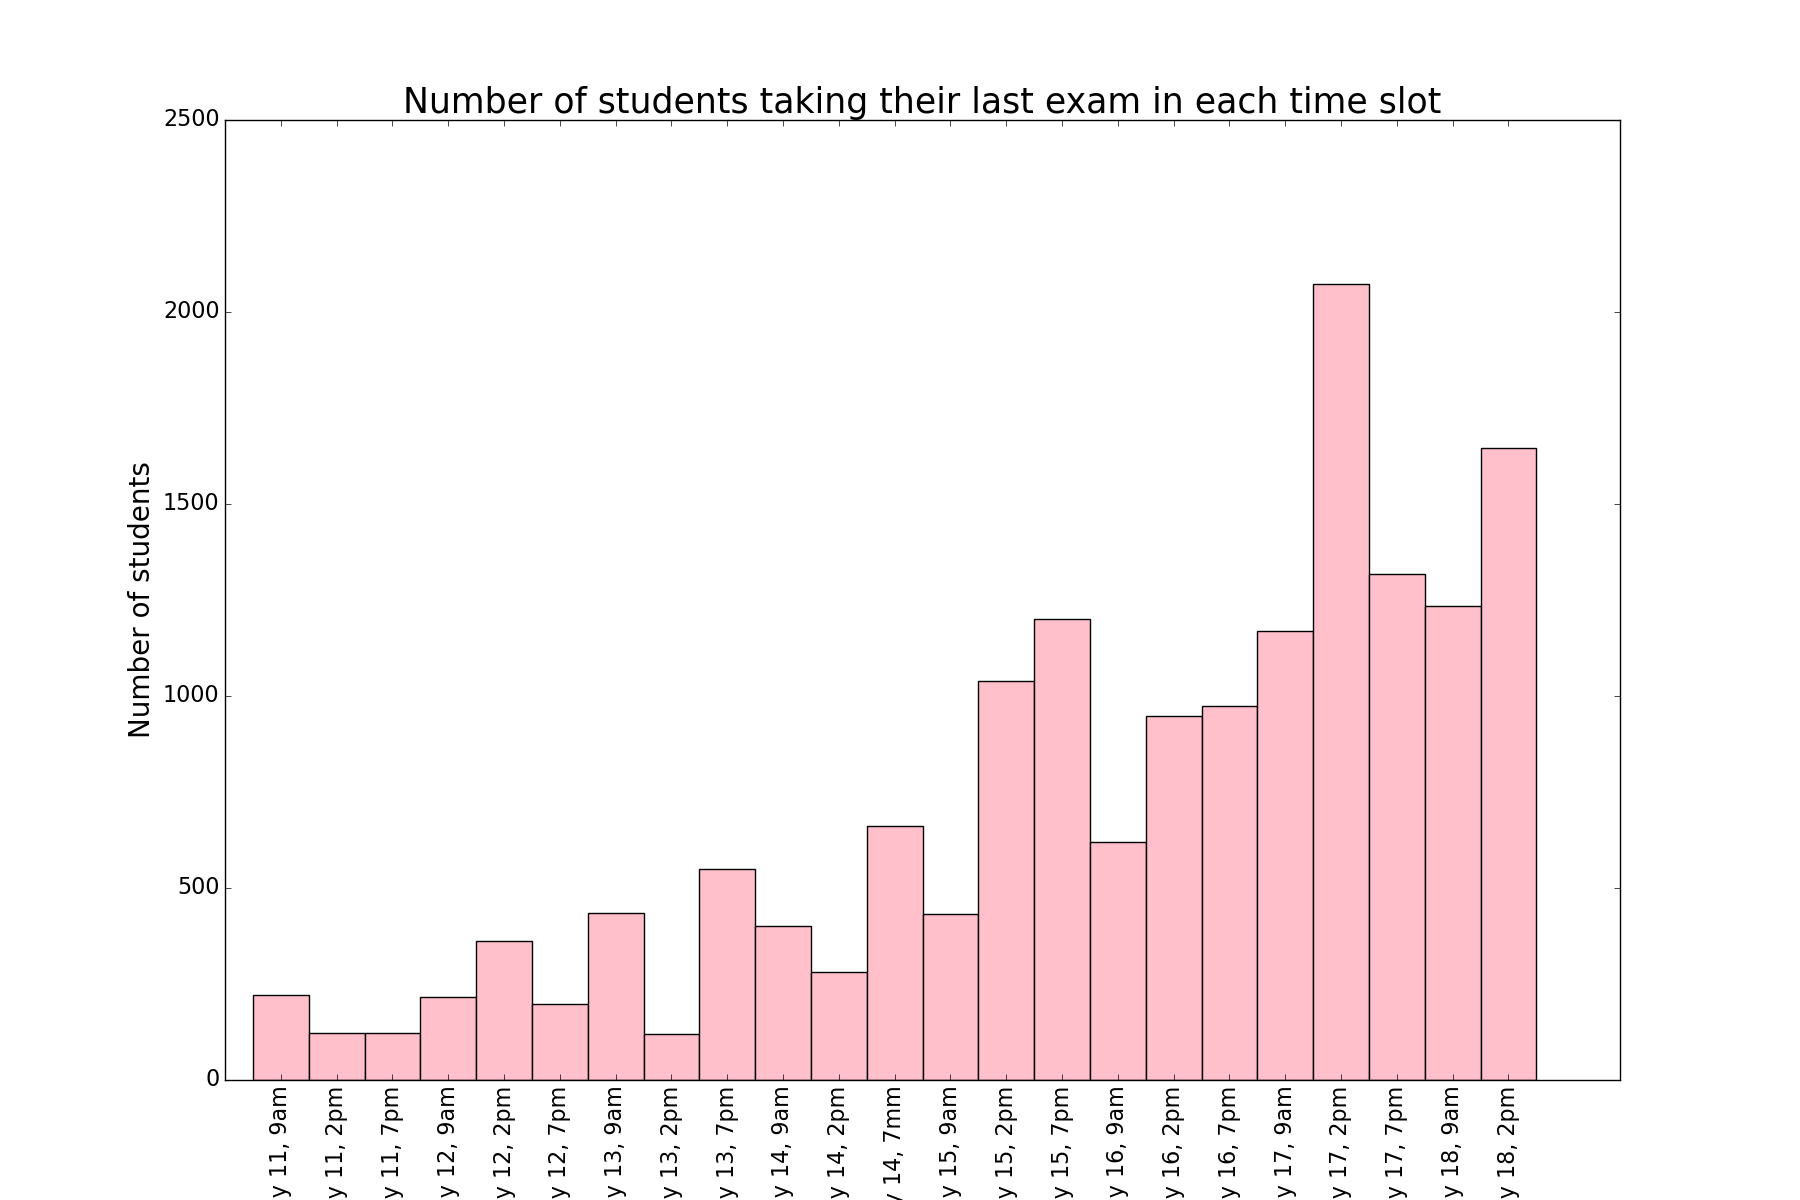 Number of students taking their last exam in each time slot
Number of students
2500
2000
1500
1000
500
0
y 11, 9am
y 11, 2pm
y 11, 7pm
y 12, 9am
y 12, 2pm
y 12, 7pm
y 13, 9am
y 13, 2pm
y 13, 7pm
y 14, 9am
y 14, 2pm
y 14, 7mm
y 15, 9am
y 15, 2pm
y 15, 7pm
y 16, 9am
y 16, 2pm
y 16, 7pm
y 17, 9am
y 17, 2pm
y 17, 7pm
y 18, 9am
y 18, 2pm